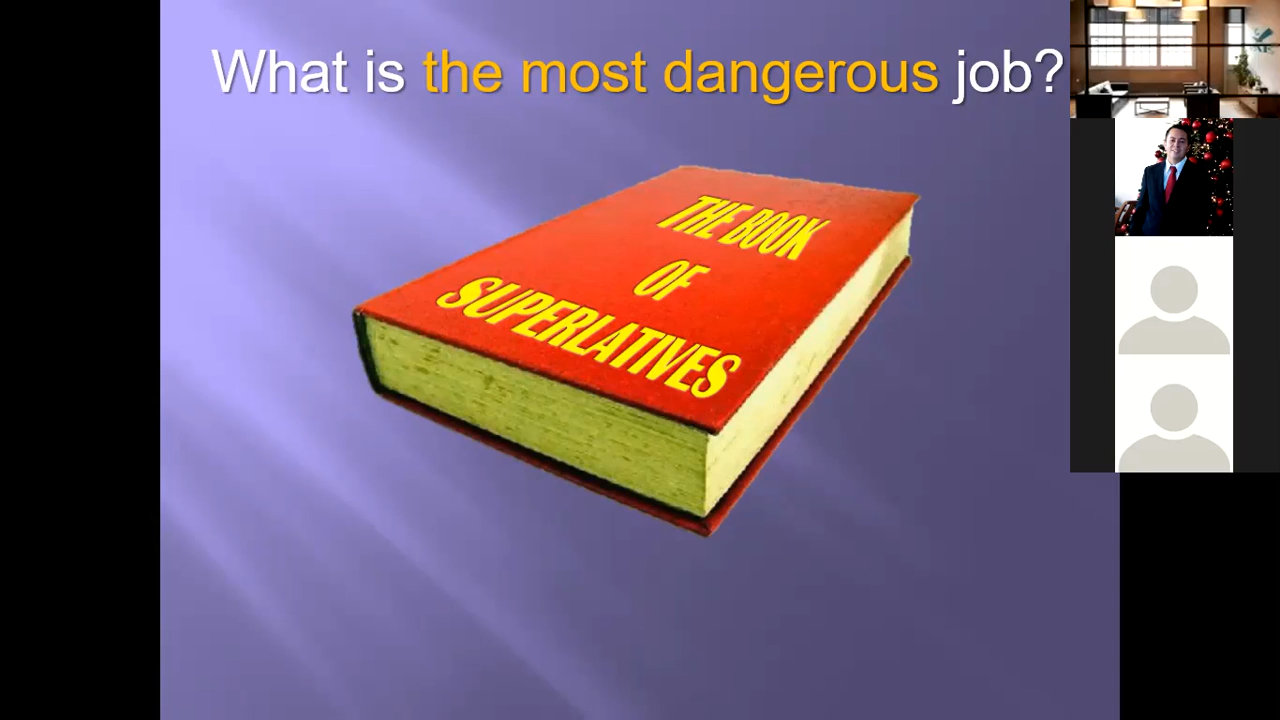 What is the most dangerous job?
THE BOOK
OF
SUPERLATIVES